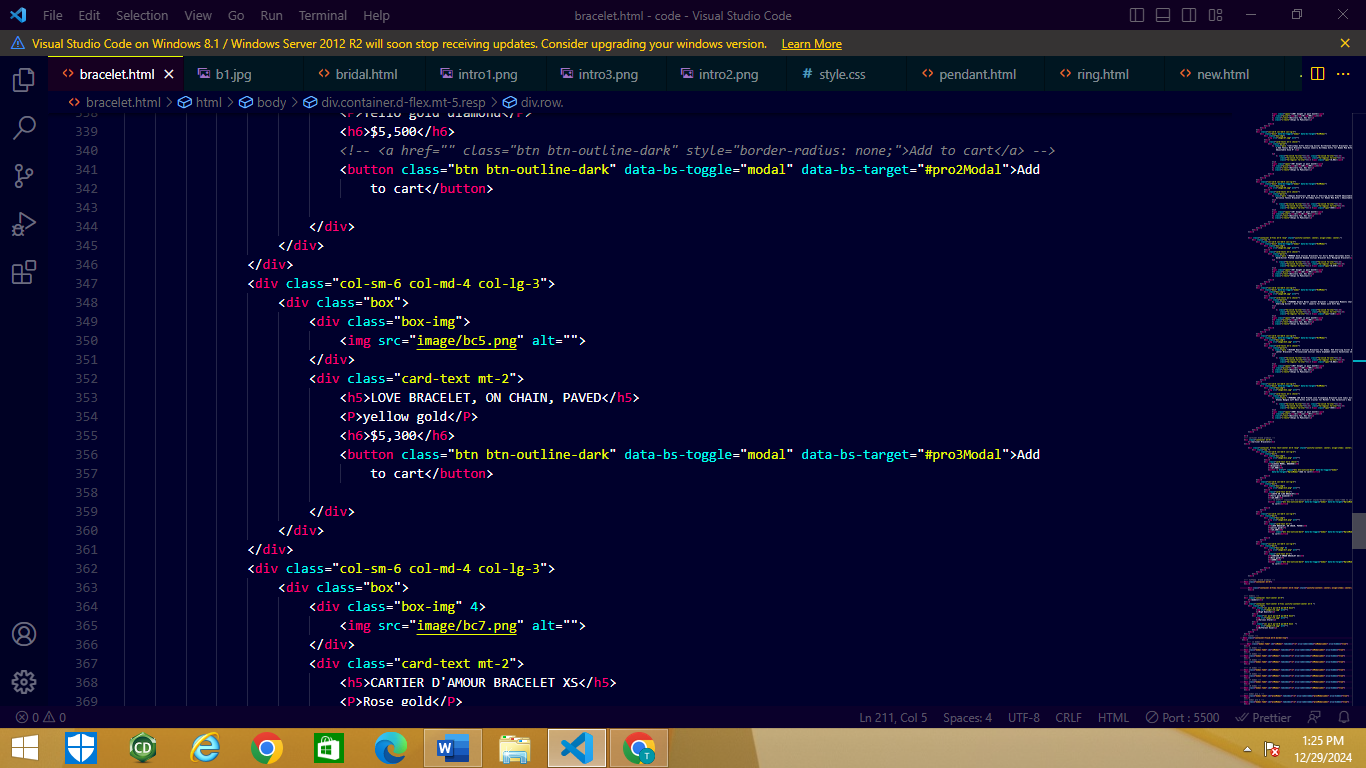 File Edit Selection View Go Run Terminal Help bracelet.html - code - Visual Studio Code
Visual Studio Code on Windows 8.1 / Windows Server 2012 R2 will soon stop receiving updates. Consider upgrading your windows version. Learn More
bracelet.html b1.jpg bridal.html intro1.png intro3.png intro2.png style.css pendant.html ring.html new.html
bracelet.html > html > body > div.container.d-flex.mt-5.resp > div.row.
338 <P>Yello gold diamond</P>
339 <h6>$5,500</h6>
340 <!-- <a href="" class="btn btn-outline-dark" style="border-radius: none;">Add to cart</a> -->
341 <button class="btn btn-outline-dark" data-bs-toggle="modal" data-bs-target="#pro2Modal">Add
342 to cart</button>
343
344 </div>
345 </div>
346 </div>
347 <div class="col-sm-6 col-md-4 col-lg-3">
348 <div class="box">
349 <div class="box-img">
350 <img src="image/bc5.png" alt="">
351 </div>
352 <div class="card-text mt-2">
353 <h5>LOVE BRACELET, ON CHAIN, PAVED</h5>
354 <P>yellow gold</P>
355 <h6>$5,300</h6>
356 <button class="btn btn-outline-dark" data-bs-toggle="modal" data-bs-target="#pro3Modal">Add
357 to cart</button>
358
359 </div>
360 </div>
361 </div>
362 <div class="col-sm-6 col-md-4 col-lg-3">
363 <div class="box">
364 <div class="box-img" 4>
365 <img src="image/bc7.png" alt="">
366 </div>
367 <div class="card-text mt-2">
368 <h5>CARTIER D'AMOUR BRACELET XS</h5>
369 <P>Rose gold</P>
0 0 Ln 211, Col 5 Spaces: 4 UTF-8 CRLF HTML Port : 5500 Prettier
CD W T
1:25 PM
12/29/2024